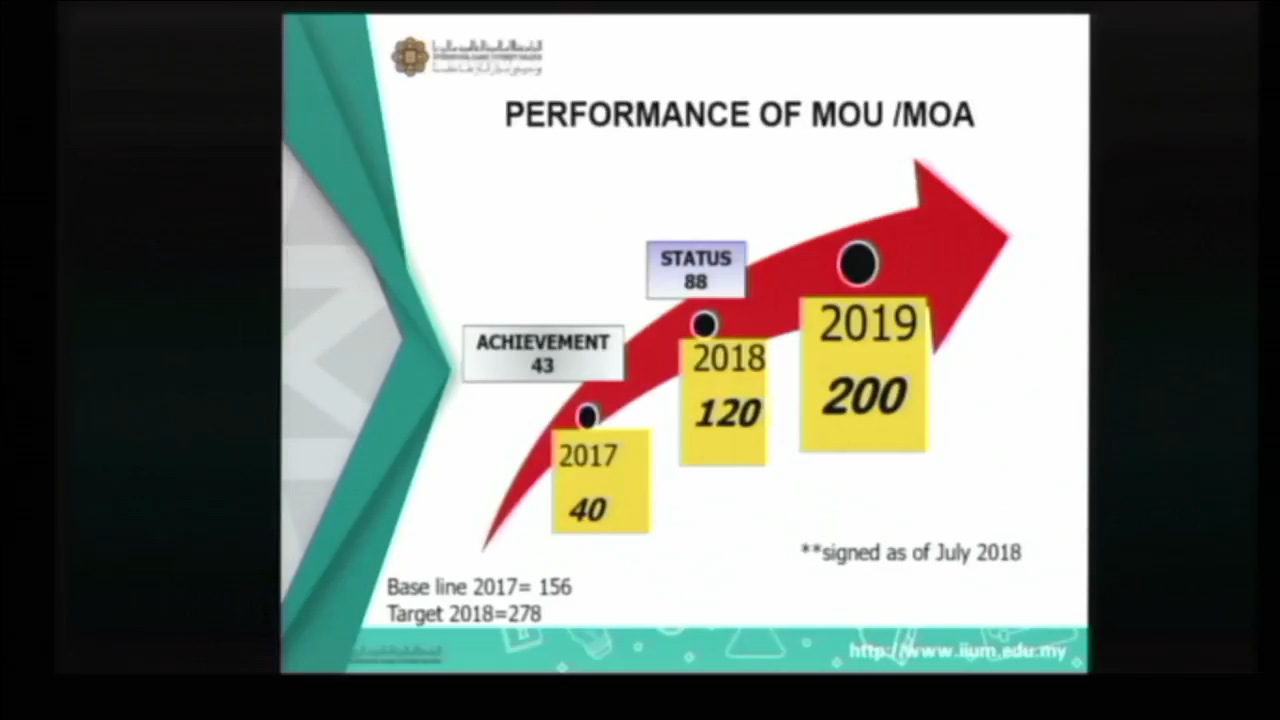 PERFORMANCE OF MOU /MOA
STATUS
88
ACHIEVEMENT
43
2019
200
2018
120
2017
40
**signed as of July 2018
Base line 2017= 156
Target 2018=278
http://www.iium.edu.my